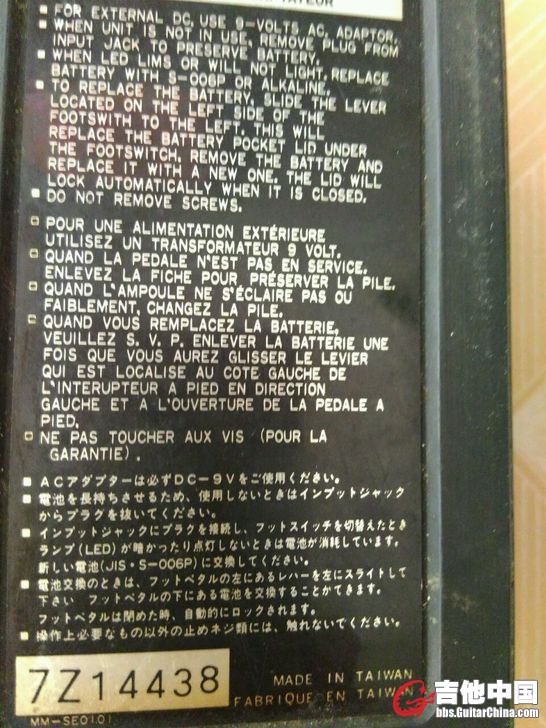 ▪ FOR EXTERNAL DC, USE 9-VOLTS AC, ADAPTOR,
▪ WHEN UNIT IS NOT IN USE, REMOVE PLUG FROM
INPUT JACK TO PRESERVE BATTERY.
▪ WHEN LED LIMS OR WILL NOT LIGHT, REPLACE
BATTERY WITH S-006P OR ALKALINE.
▪ TO REPLACE THE BATTERY, SLIDE THE LEVER
LOCATED ON THE LEFT SIDE OF THE
FOOTSWITH TO THE LEFT, THIS WILL
REPLACE THE BATTERY POCKET LID UNDER
THE FOOTSWITCH, REMOVE THE BATTERY AND
REPLACE IT WITH A NEW ONE, THE LID WILL
LOCK AUTOMATICALLY WHEN IT IS CLOSED.
▪ DO NOT REMOVE SCREWS.
▫ POUR UNE ALIMENTATION EXTÉRIEURE
UTILISEZ UN TRANSFORMATEUR 9 VOLT.
▫ QUAND LA PEDALE N'EST PAS EN SERVICE,
ENLEVEZ LA FICHE POUR PRÉSERVER LA PILE.
▫ QUAND L'AMPOULE NE S'ÉCLAIRE PAS OU
FAIBLEMENT, CHANGEZ LA PILE.
▫ QUAND VOUS REMPLACEZ LA BATTERIE,
VEUILLEZ S. V. P. ENLEVER LA BATTERIE UNE
FOIS QUE VOUS AUREZ GLISSER LE LEVIER
QUI EST LOCALISE AU COTE GAUCHE DE
L'INTERUPTEUR A PIED EN DIRECTION
GAUCHE ET A L'OUVERTURE DE LA PEDALE A
PIED.
▫ NE PAS TOUCHER AUX VIS (POUR LA
GARANTIE).
▪ ACアダプターは必ずDC-9Vをご使用ください。
▪ 電池を長持ちさせるため、使用しないときはインプットジャック
からプラグを抜いてください。
▪ インプットジャックにプラグを接続し、フットスイッチを切替えたとき
ランプ(LED)が暗かったり点灯しないときは電池が消耗しています。
新しい電池(JIS・S-006P)に交換してください。
▪ 電池交換のときは、フットペタルの左にあるレバーを左にスライトして
下さい フットペタルの下にある電池を交換することかてきます。
フットペタルは閉めた時、自動的にロックされます。
▪ 操作上必要なもの以外の止めネジ類には、触れないでください。
7Z14438
MADE IN TAIWAN
FABRIQUE EN TAIWAN
MM-SE01.01
吉他中国
bbs.GuitarChina.com